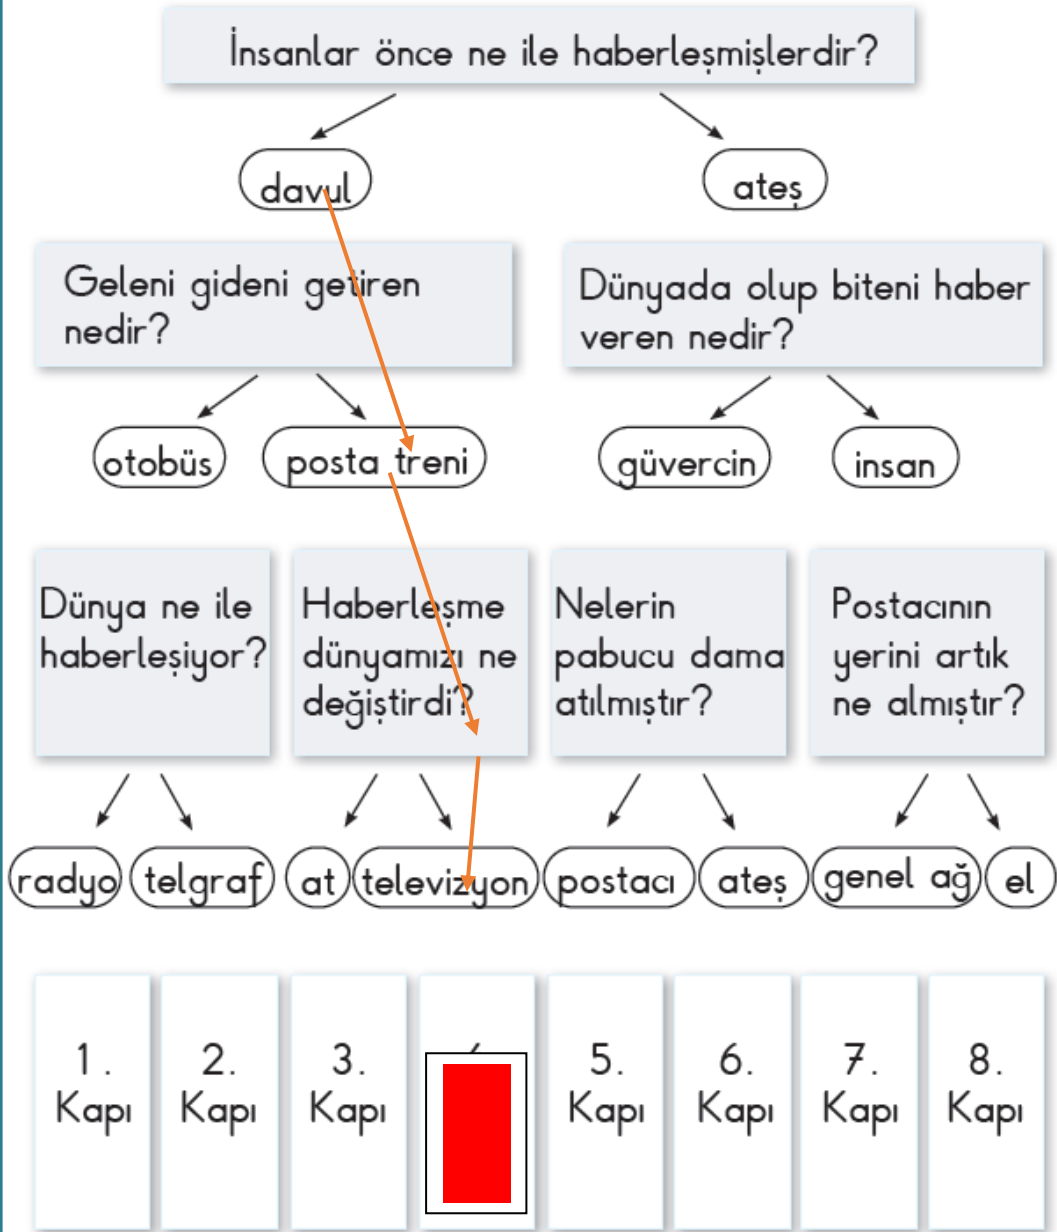 İnsanlar önce ne ile haberleşmişlerdir?
davul
ateş
Geleni gideni getiren
nedir?
Dünyada olup biteni haber
veren nedir?
otobüs
posta treni
güvercin
insan
Dünya ne ile
haberleşiyor?
Haberleşme
dünyamızı ne
değiştirdi?
Nelerin
pabucu dama
atılmıştır?
Postacının
yerini artık
ne almıştır?
radyo
telgraf
at
televizyon
postacı
ateş
genel ağ
el
1.
Kapı
2.
Kapı
3.
Kapı
5.
Kapı
6.
Kapı
7.
Kapı
8.
Kapı